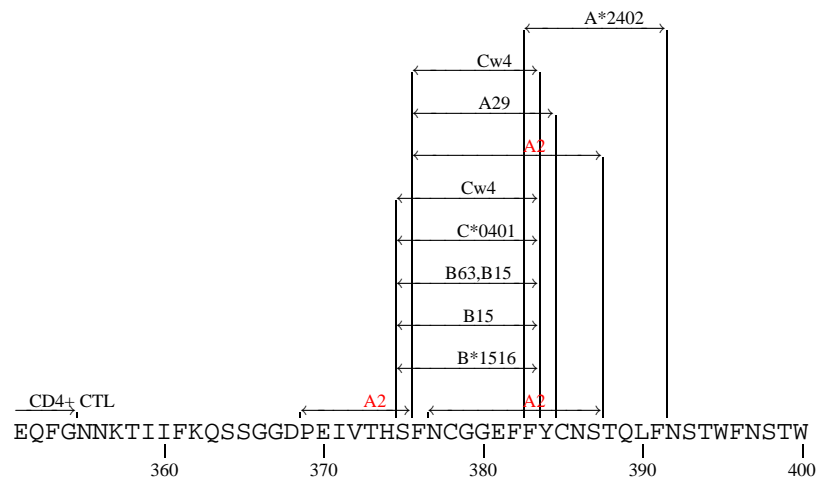 A*2402
Cw4
A29
A2
Cw4
C*0401
B63,B15
B15
B*1516
CD4+ CTL A2 A2
EQFGNNKTIIFKQSSGGDPEIVTHSFNCGGEFFYCNSTQLFNSTWFNSTW
360 370 380 390 400